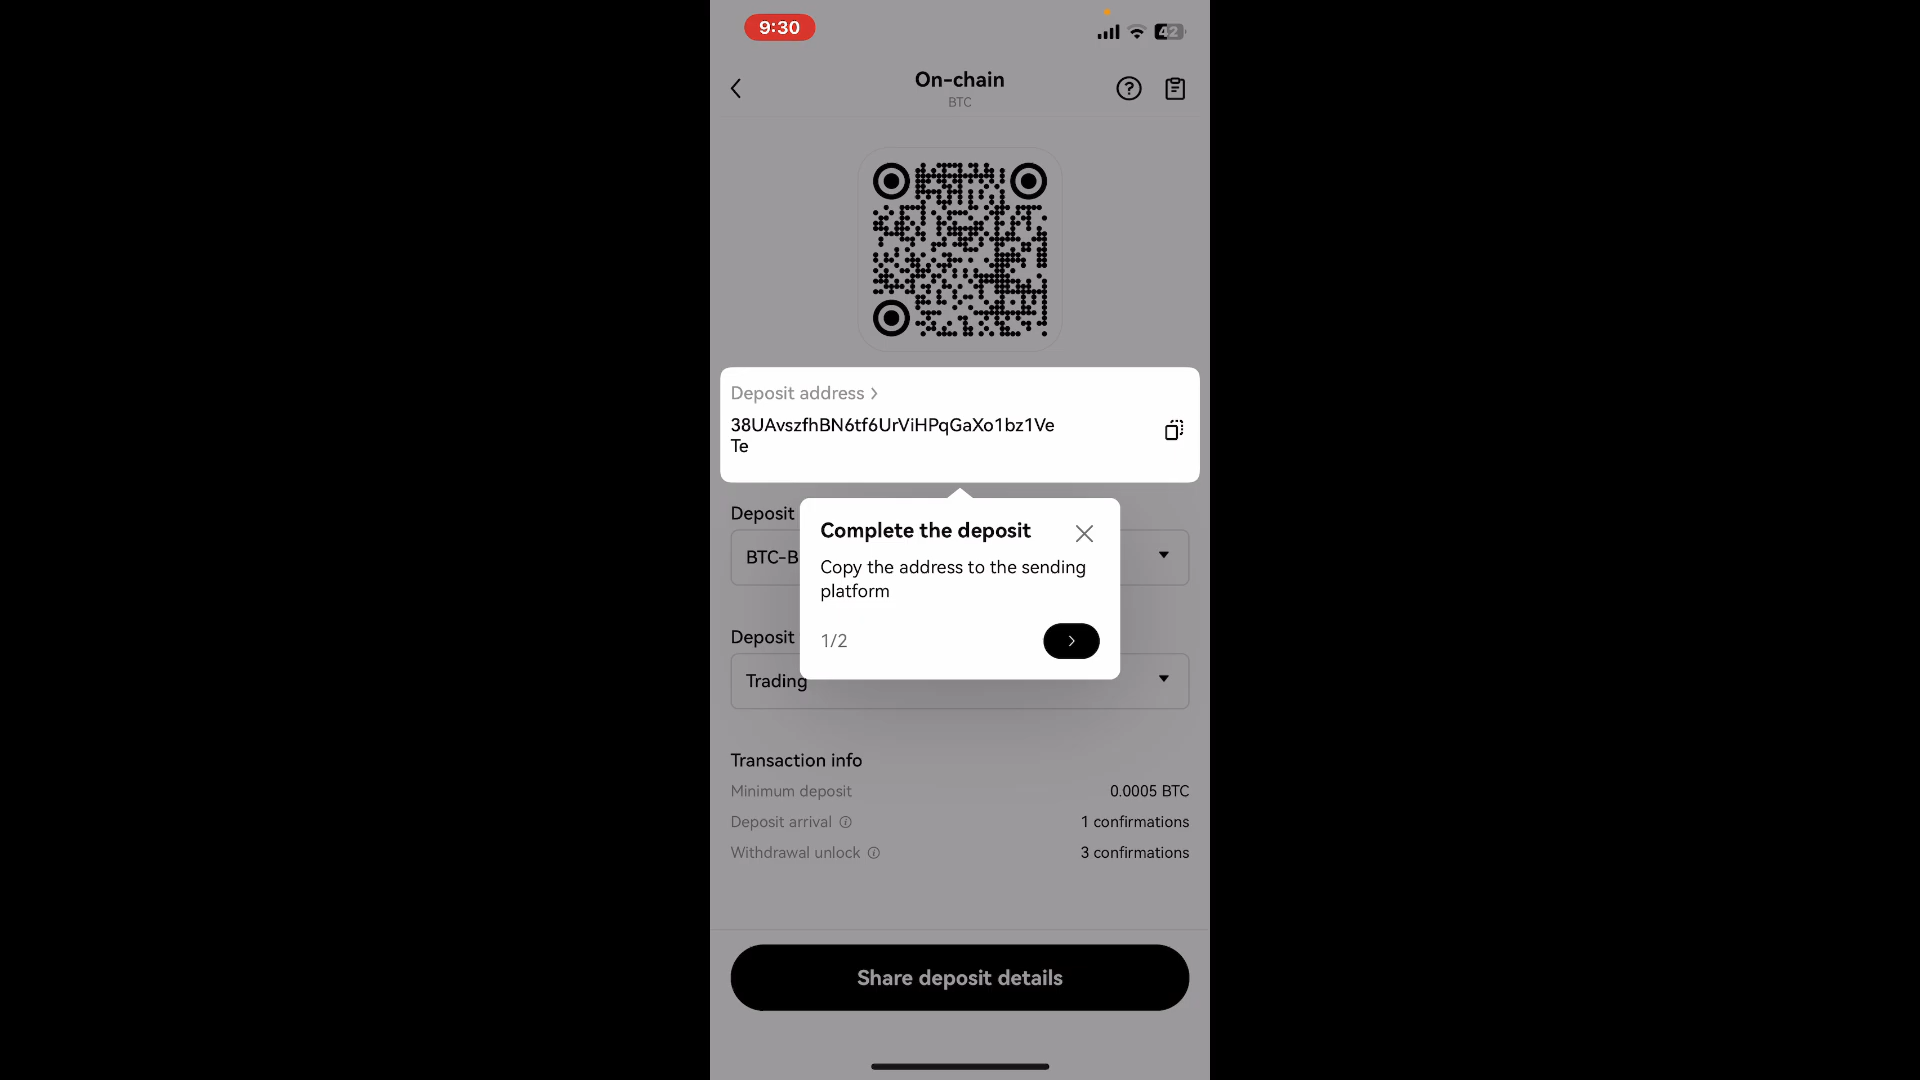 9:30
42
On-chain
BTC
Deposit address >
38UAvszfhBN6tf6UrViHPqGaXo1bz1Ve
Te
Deposit
BTC-B
Complete the deposit
Copy the address to the sending
platform
1/2
Deposit
Trading
Transaction info
Minimum deposit 0.0005 BTC
Deposit arrival 1 confirmations
Withdrawal unlock 3 confirmations
Share deposit details